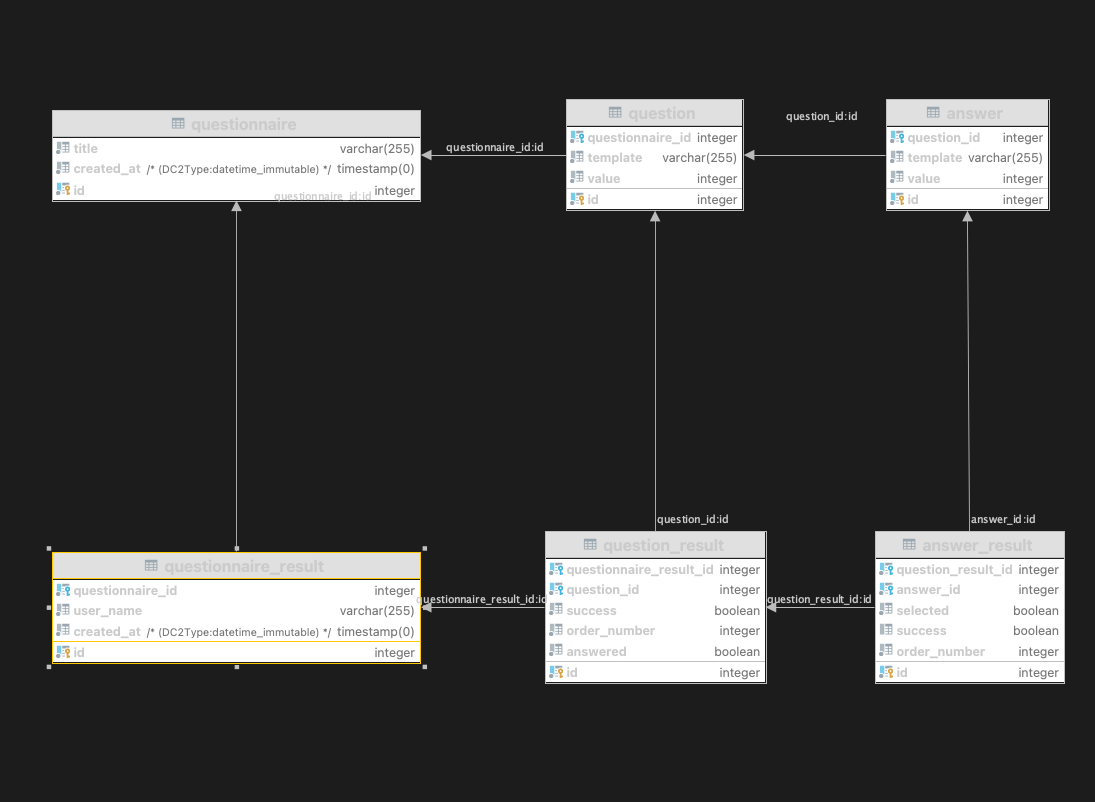 questionnaire
title varchar(255)
created_at /* (DC2Type:datetime_immutable) */ timestamp(0)
id integer
questionnaire_id:id
questionnaire_id:id
question
questionnaire_id integer
template varchar(255)
value integer
id integer
question_id:id
answer
question_id integer
template varchar(255)
value integer
id integer
question_id:id
answer_id:id
questionnaire_result
questionnaire_id integer
user_name varchar(255)
created_at /* (DC2Type:datetime_immutable) */ timestamp(0)
id integer
questionnaire_result_id:id
question_result
questionnaire_result_id integer
question_id integer
success boolean
order_number integer
answered boolean
id integer
question_result_id:id
answer_result
question_result_id integer
answer_id integer
selected boolean
success boolean
order_number integer
id integer